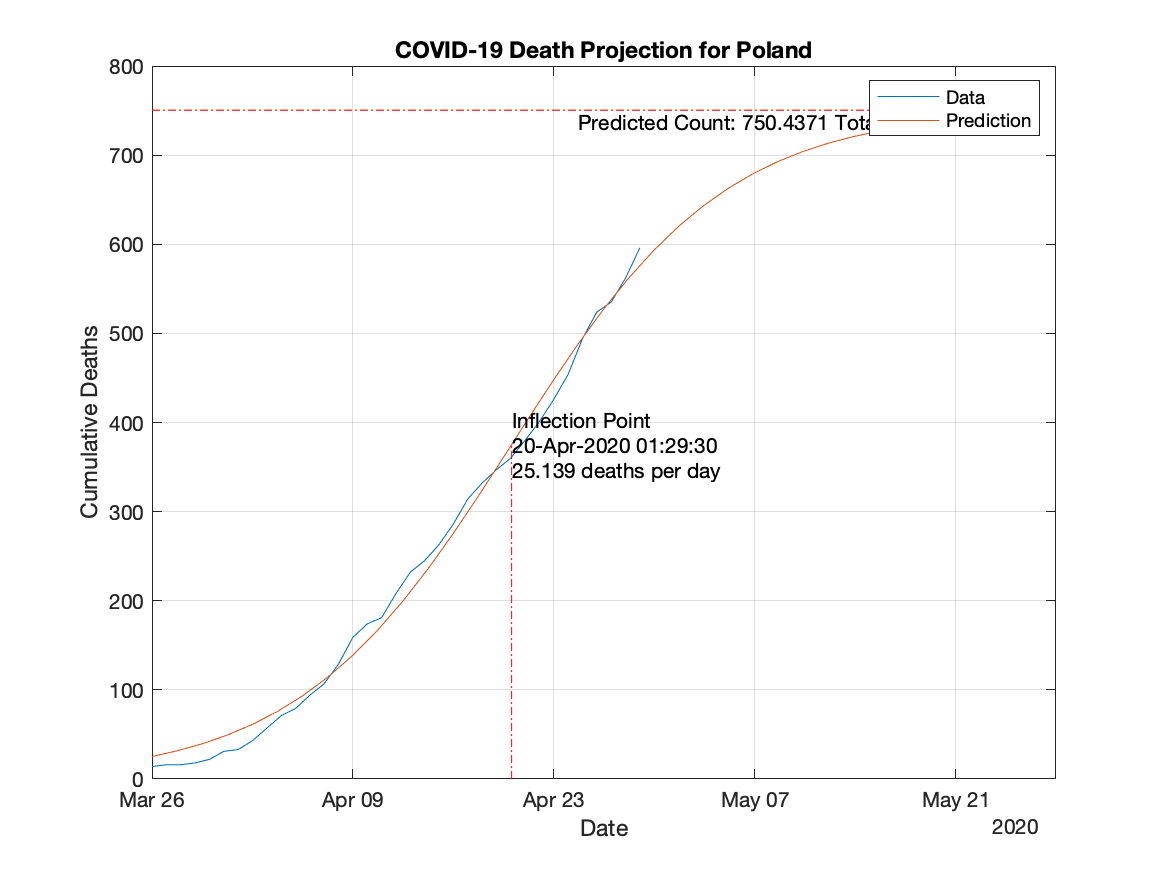 COVID-19 Death Projection for Poland
800
700
600
500
400
300
200
100
0
Cumulative Deaths
Data
Prediction
Predicted Count: 750.4371
Inflection Point
20-Apr-2020 01:29:30
25.139 deaths per day
Mar 26
Apr 09
Apr 23
May 07
May 21
Date
2020